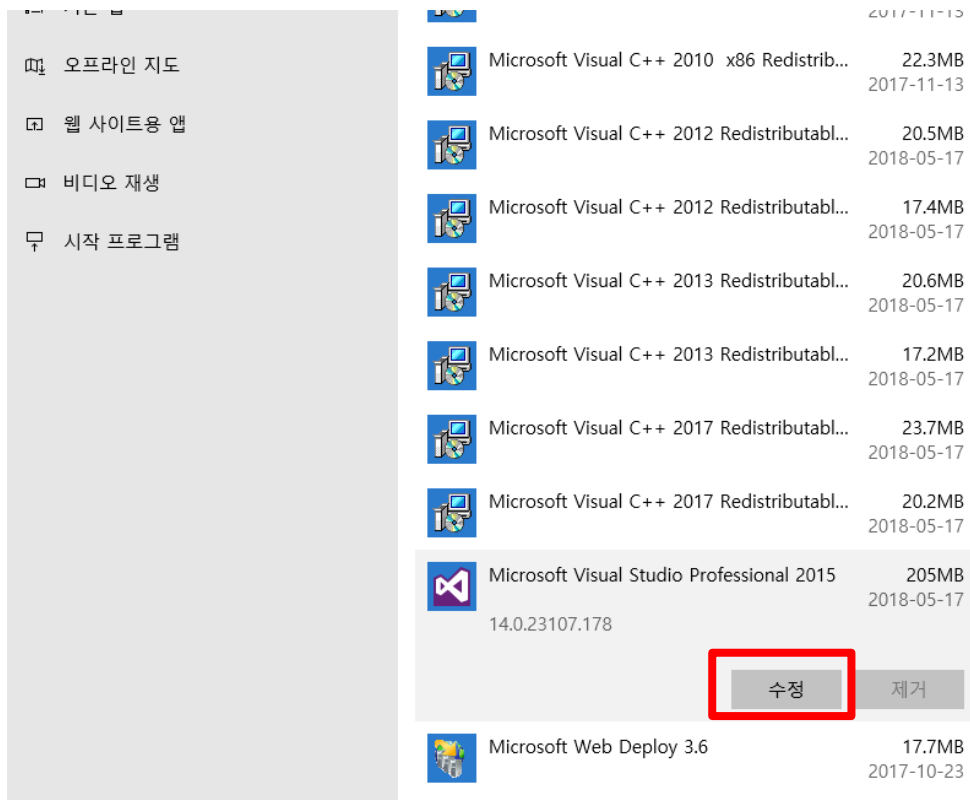 오프라인 지도
웹 사이트용 앱
비디오 재생
시작 프로그램
2017-11-13
Microsoft Visual C++ 2010 x86 Redistrib... 22.3MB
2017-11-13
Microsoft Visual C++ 2012 Redistributabl... 20.5MB
2018-05-17
Microsoft Visual C++ 2012 Redistributabl... 17.4MB
2018-05-17
Microsoft Visual C++ 2013 Redistributabl... 20.6MB
2018-05-17
Microsoft Visual C++ 2013 Redistributabl... 17.2MB
2018-05-17
Microsoft Visual C++ 2017 Redistributabl... 23.7MB
2018-05-17
Microsoft Visual C++ 2017 Redistributabl... 20.2MB
2018-05-17
Microsoft Visual Studio Professional 2015 205MB
2018-05-17
14.0.23107.178
수정 제거
Microsoft Web Deploy 3.6 17.7MB
2017-10-23